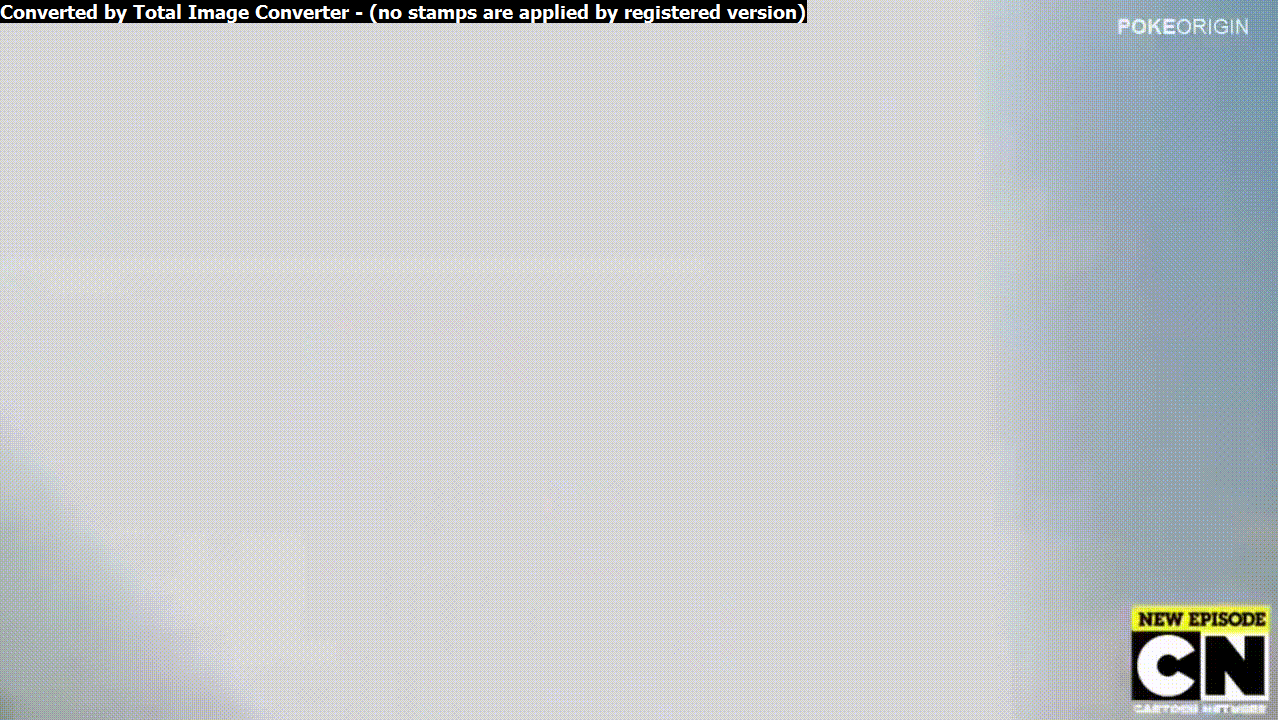 Converted by Total Image Converter - (no stamps are applied by registered version)
POKEORIGIN
NEW EPISODE
CN
CARTOON NETWORK